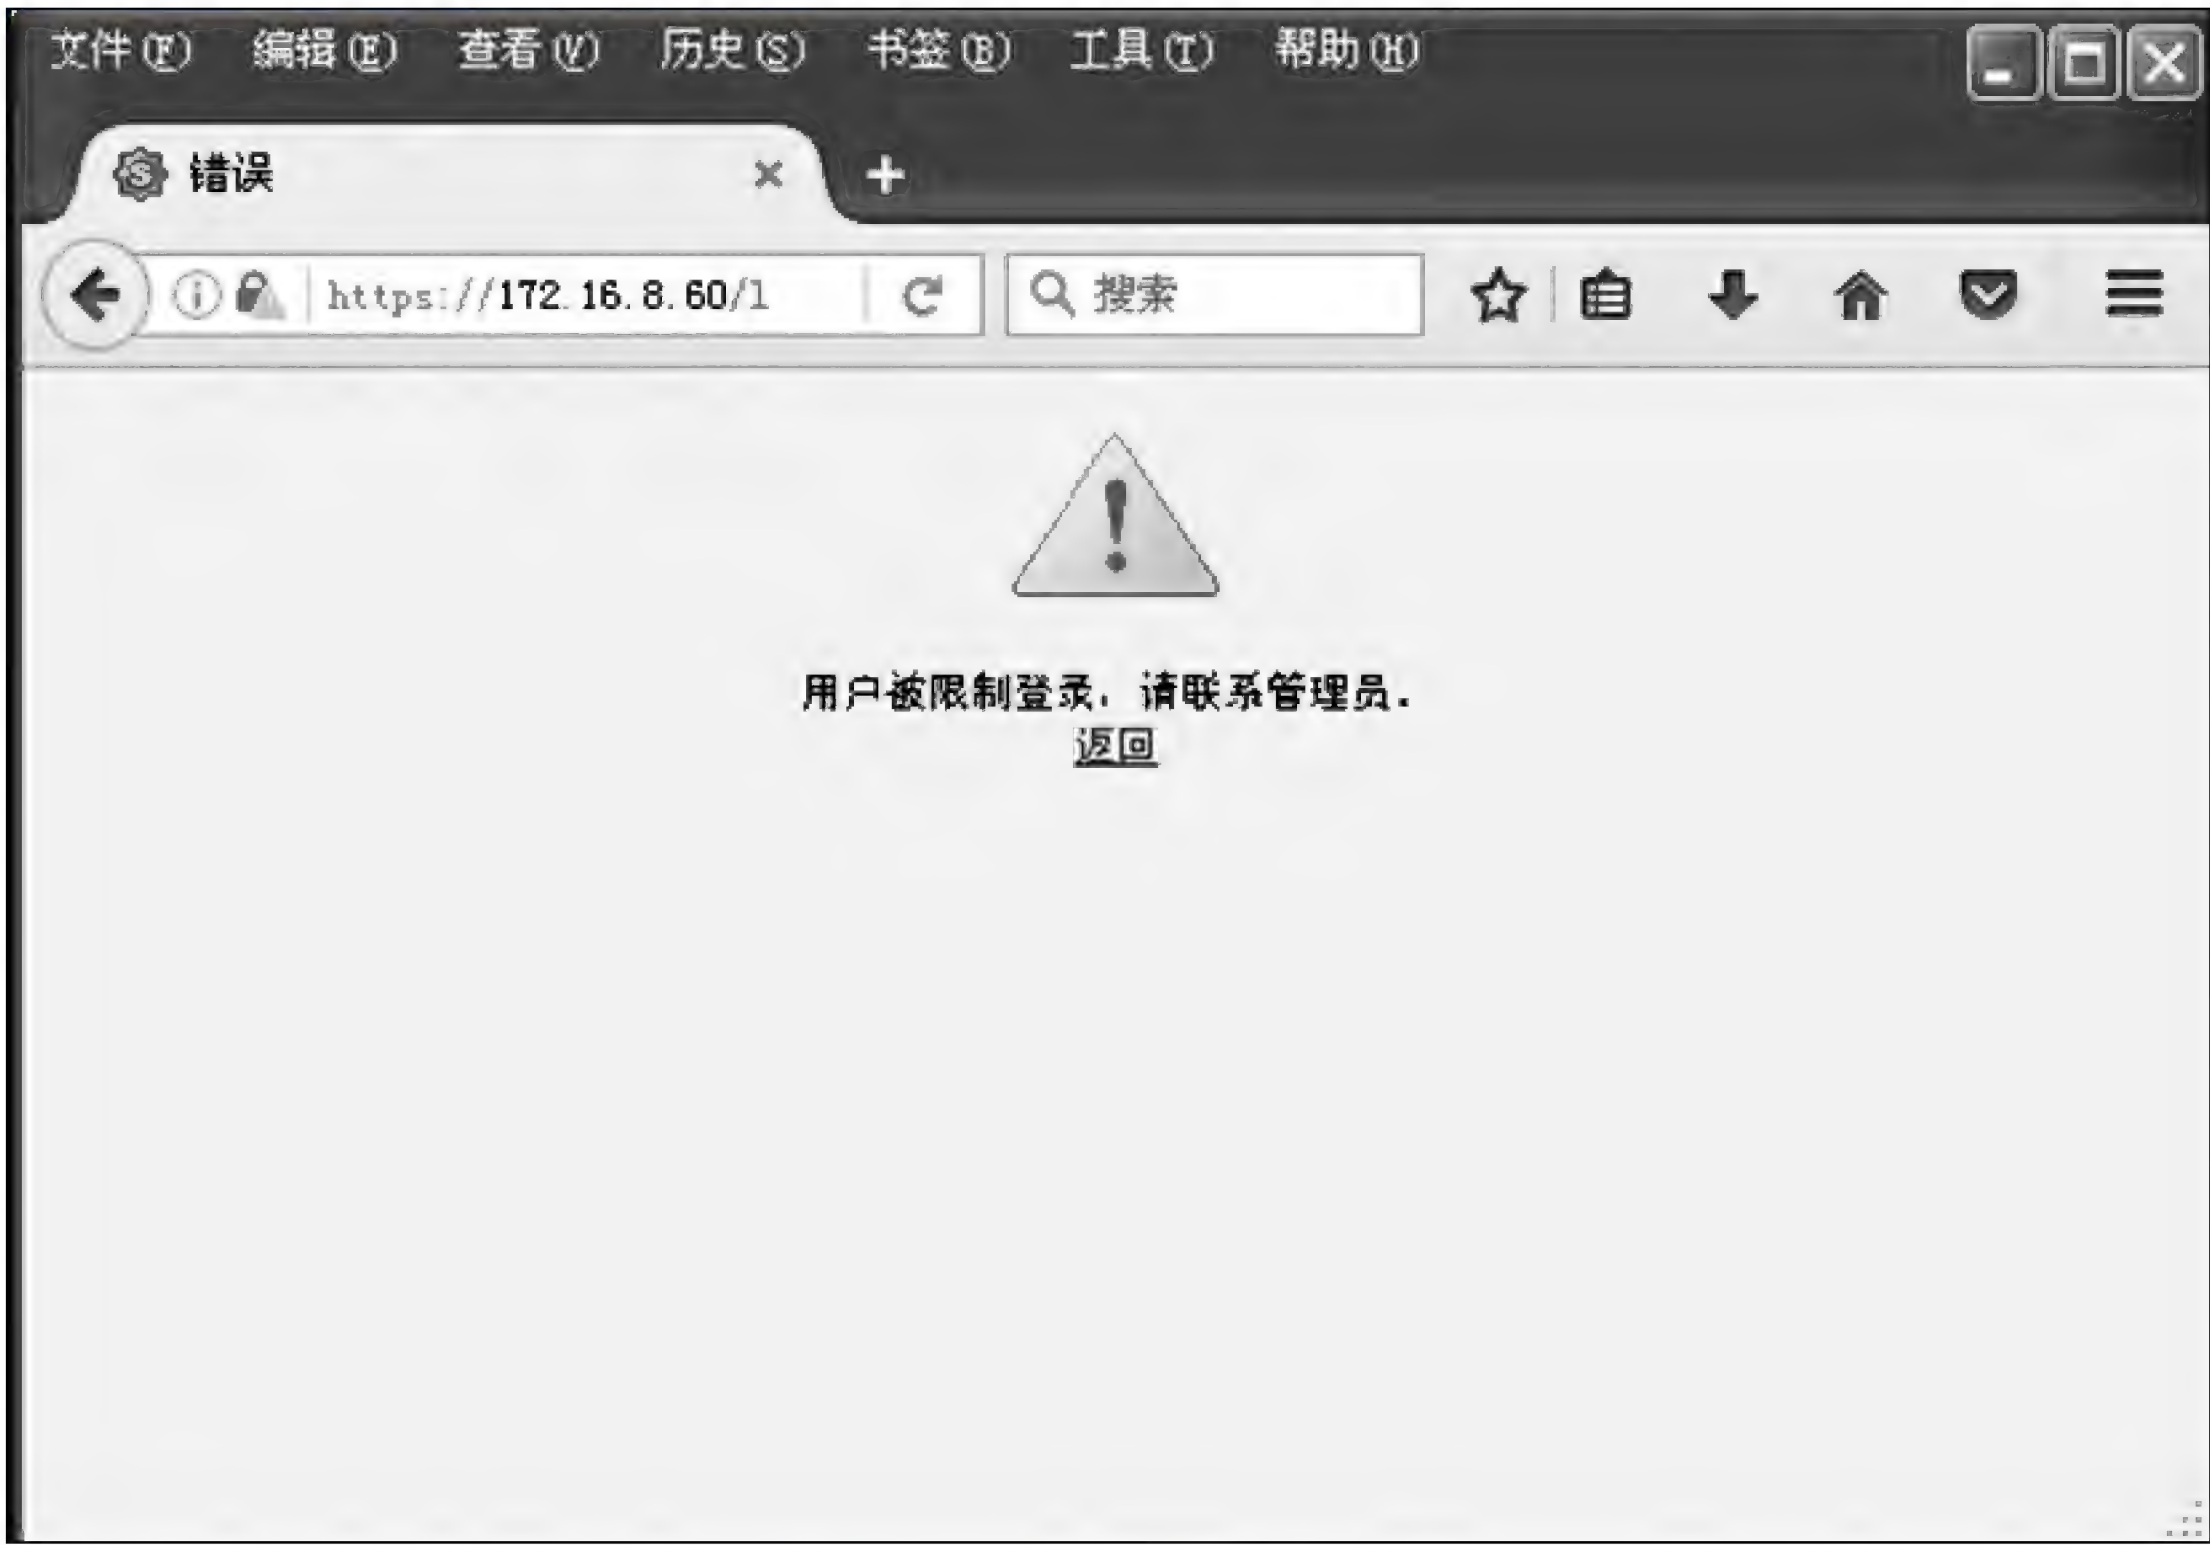 文件(F) 编辑(E) 查看(V) 历史(S) 书签(B) 工具(T) 帮助(H)
错误
https://172.16.8.60/l 搜索
用户被限制登录，请联系管理员.
返回